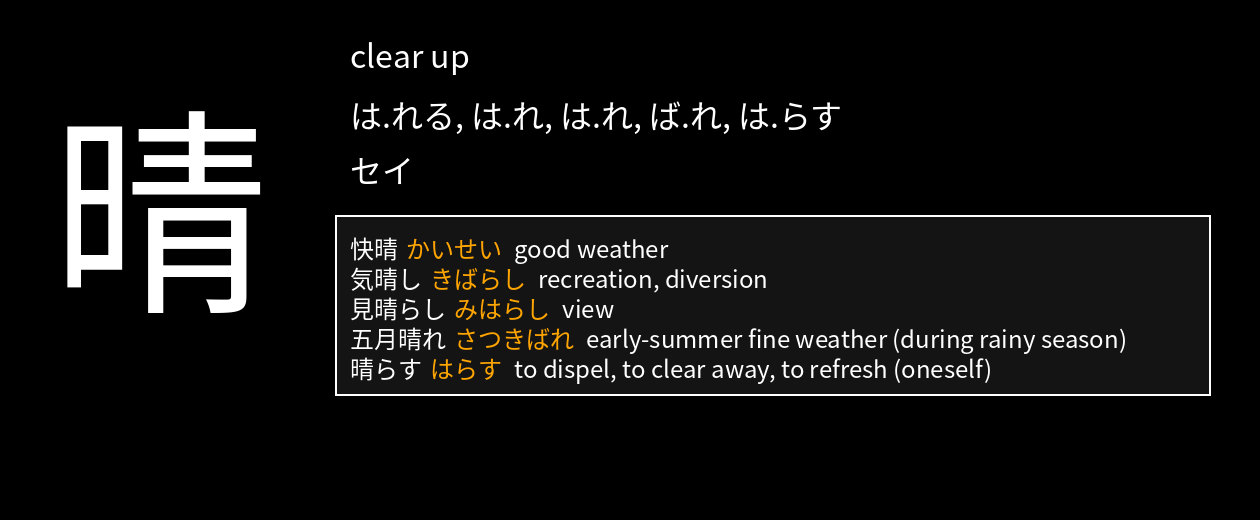 晴
clear up
は.れる, は.れ, は.れ, ば.れ, は.らす
セイ
快晴 かいせい good weather
気晴し きばらし recreation, diversion
見晴らし みはらし view
五月晴れ さつきばれ early-summer fine weather (during rainy season)
晴らす はらす to dispel, to clear away, to refresh (oneself)